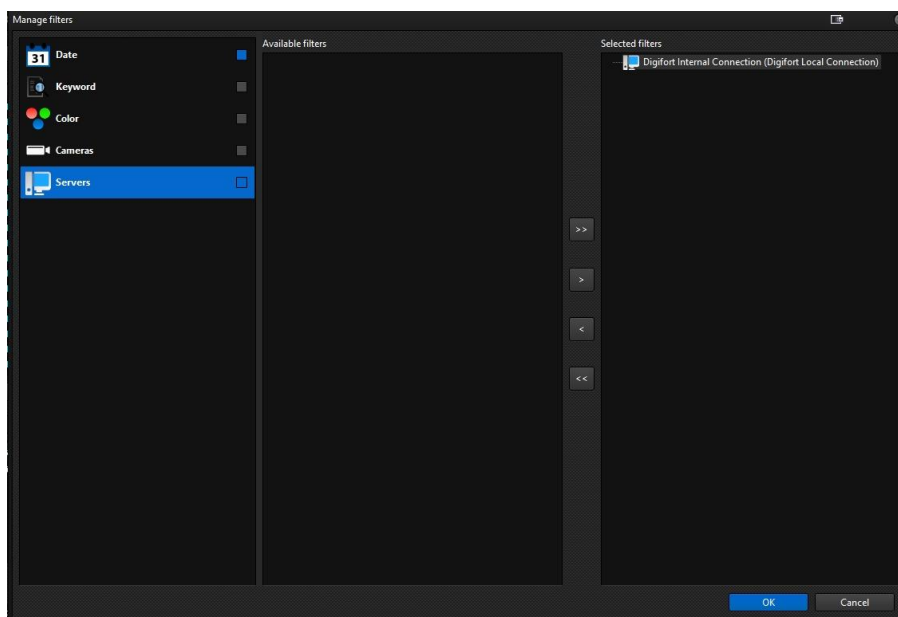 Manage filters
Available filters
Selected filters
31
Date
Keyword
Color
Cameras
Servers
Digifort Internal Connection (Digifort Local Connection)
>>
>
<
<<
OK
Cancel